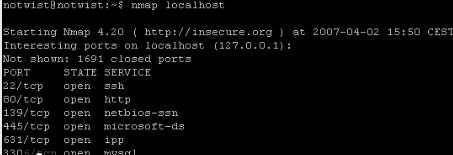 notwist@notwist:~$ nmap localhost
Starting Nmap 4.20 ( http://insecure.org ) at 2007-04-02 15:50 CEST
Interesting ports on localhost (127.0.0.1):
Not shown: 1691 closed ports
PORT STATE SERVICE
22/tcp open ssh
80/tcp open http
139/tcp open netbios-ssn
445/tcp open microsoft-ds
631/tcp open ipp
3306/tcp open mysql